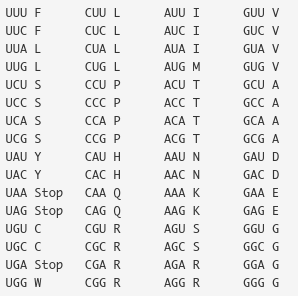 UUU F CUU L AUU I GUU V
UUC F CUC L AUC I GUC V
UUA L CUA L AUA I GUA V
UUG L CUG L AUG M GUG V
UCU S CCU P ACU T GCU A
UCC S CCC P ACC T GCC A
UCA S CCA P ACA T GCA A
UCG S CCG P ACG T GCG A
UAU Y CAU H AAU N GAU D
UAC Y CAC H AAC N GAC D
UAA Stop CAA Q AAA K GAA E
UAG Stop CAG Q AAG K GAG E
UGU C CGU R AGU S GGU G
UGC C CGC R AGC S GGC G
UGA Stop CGA R AGA R GGA G
UGG W CGG R AGG R GGG G